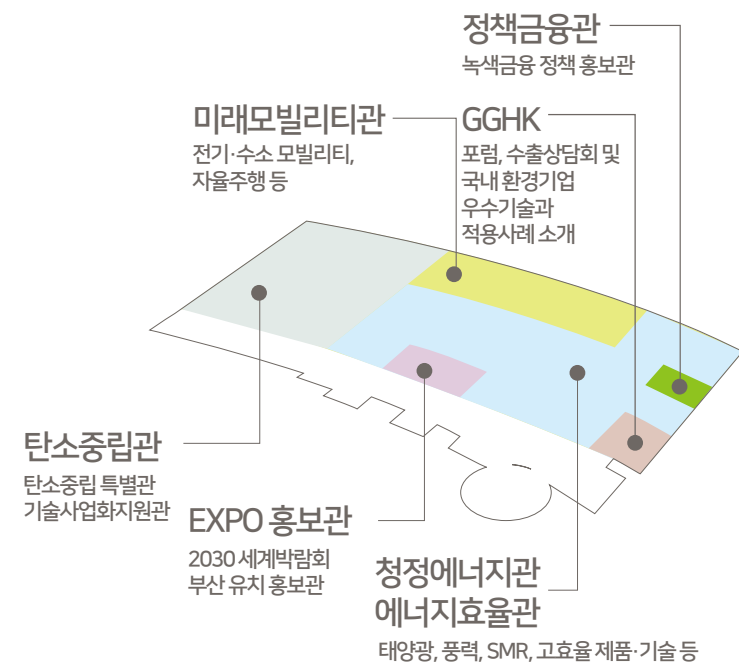 정책금융관
녹색금융 정책 홍보관
미래모빌리티관
전기·수소 모빌리티,
자율주행 등
GGHK
포럼, 수출상담회 및
국내 환경기업
우수기술과
적용사례 소개
탄소중립관
탄소중립 특별관
기술사업화지원관
EXPO 홍보관
2030 세계박람회
부산 유치 홍보관
청정에너지관
에너지효율관
태양광, 풍력, SMR, 고효율 제품·기술 등